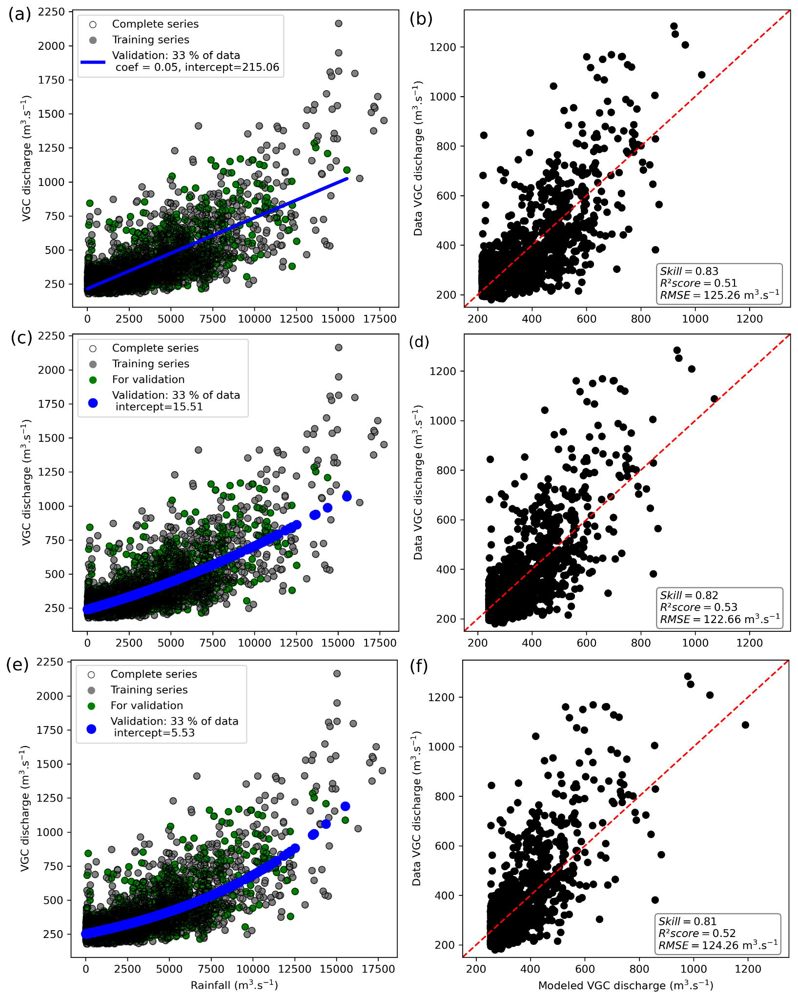 (a)
2250
2000
1750
1500
1250
1000
750
500
250
VGC discharge (m³.s⁻¹)
Complete series
Training series
Validation: 33 % of data
coef = 0.05, intercept=215.06
0 2500 5000 7500 10000 12500 15000 17500
(b)
1200
1000
800
600
400
200
Data VGC discharge (m³.s⁻¹)
Skill = 0.83
R²score = 0.51
RMSE = 125.26 m³.s⁻¹
200 400 600 800 1000 1200
(c)
2250
2000
1750
1500
1250
1000
750
500
250
VGC discharge (m³.s⁻¹)
Complete series
Training series
For validation
Validation: 33 % of data
intercept=15.51
0 2500 5000 7500 10000 12500 15000 17500
(d)
1200
1000
800
600
400
200
Data VGC discharge (m³.s⁻¹)
Skill = 0.82
R²score = 0.53
RMSE = 122.66 m³.s⁻¹
200 400 600 800 1000 1200
(e)
2250
2000
1750
1500
1250
1000
750
500
250
VGC discharge (m³.s⁻¹)
Complete series
Training series
For validation
Validation: 33 % of data
intercept=5.53
0 2500 5000 7500 10000 12500 15000 17500
Rainfall (m³.s⁻¹)
(f)
1200
1000
800
600
400
200
Data VGC discharge (m³.s⁻¹)
Skill = 0.81
R²score = 0.52
RMSE = 124.26 m³.s⁻¹
200 400 600 800 1000 1200
Modeled VGC discharge (m³.s⁻¹)